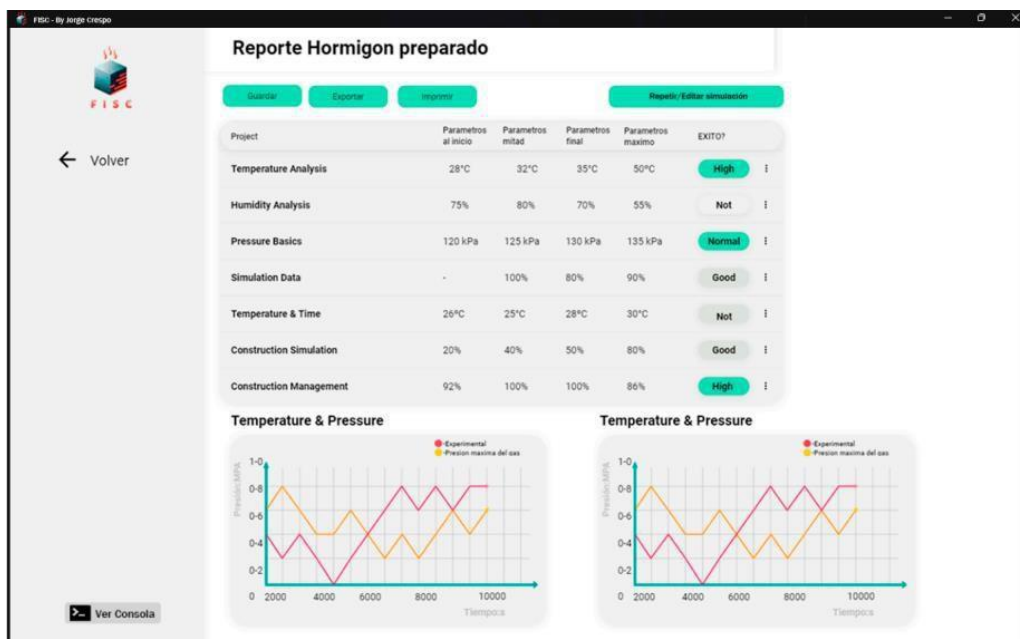 FISC - By Jorge Crespo
FISC
Volver
Reporte Hormigon preparado
Guardar Exportar Imprimir Repetir/Editar simulación
Project Parametros al inicio Parametros mitad Parametros final Parametros maximo EXITO?
Temperature Analysis 28°C 32°C 35°C 50°C High
Humidity Analysis 75% 80% 70% 55% Not
Pressure Basics 120 kPa 125 kPa 130 kPa 135 kPa Normal
Simulation Data - 100% 80% 90% Good
Temperature & Time 26°C 25°C 28°C 30°C Not
Construction Simulation 20% 40% 50% 80% Good
Construction Management 92% 100% 100% 86% High
Temperature & Pressure
Experimental
Presion maxima del gas
Presión:MPA
1-0
0-8
0-6
0-4
0-2
0 2000 4000 6000 8000 10000
Tiempo:s
Temperature & Pressure
Experimental
Presion maxima del gas
Presión:MPA
1-0
0-8
0-6
0-4
0-2
0 2000 4000 6000 8000 10000
Tiempo:s
Ver Consola